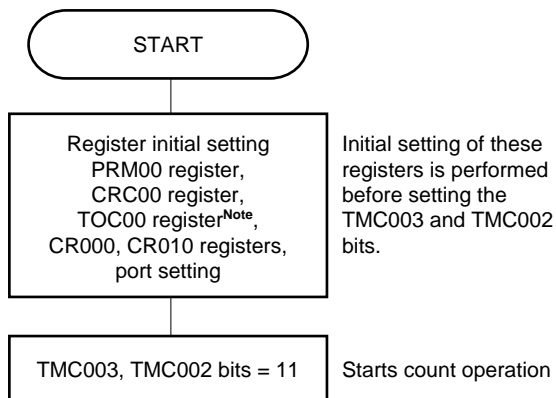 START
Register initial setting
PRM00 register,
CRC00 register,
TOC00 registerNote,
CR000, CR010 registers,
port setting
Initial setting of these
registers is performed
before setting the
TMC003 and TMC002
bits.
TMC003, TMC002 bits = 11
Starts count operation